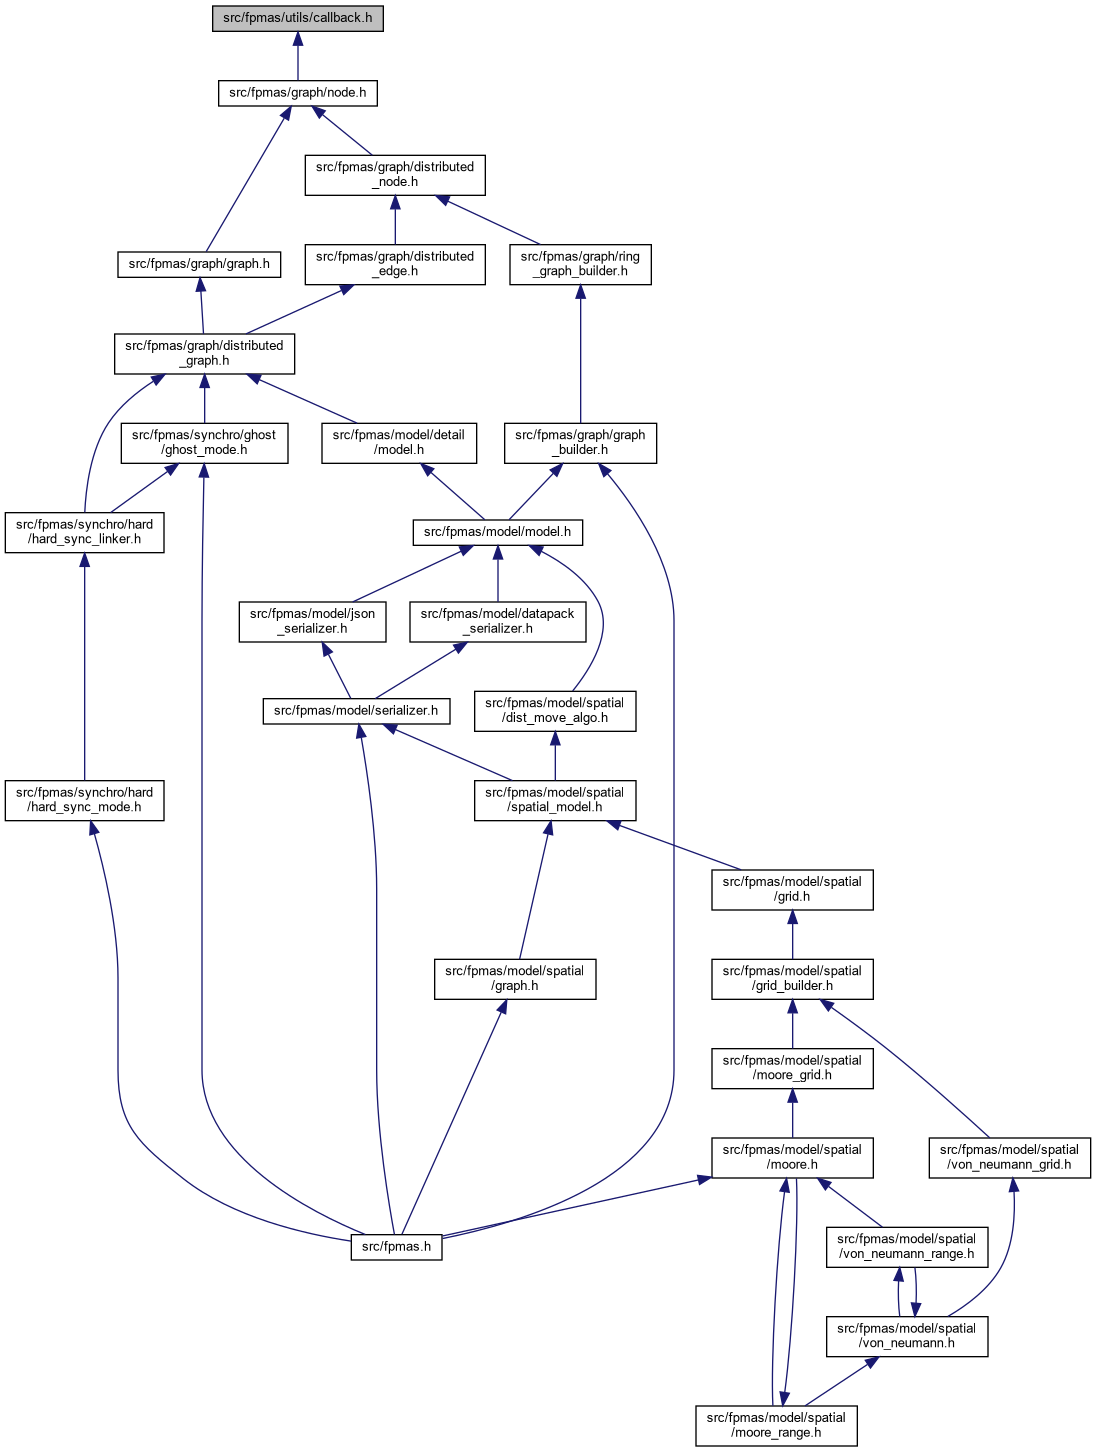 src/fpmas/utils/callback.h
src/fpmas/graph/node.h
src/fpmas/graph/distributed
_node.h
src/fpmas/graph/graph.h
src/fpmas/graph/distributed
_edge.h
src/fpmas/graph/ring
_graph_builder.h
src/fpmas/graph/distributed
_graph.h
src/fpmas/synchro/ghost
/ghost_mode.h
src/fpmas/model/detail
/model.h
src/fpmas/graph/graph
_builder.h
src/fpmas/synchro/hard
/hard_sync_linker.h
src/fpmas/model/model.h
src/fpmas/model/json
_serializer.h
src/fpmas/model/datapack
_serializer.h
src/fpmas/model/serializer.h
src/fpmas/model/spatial
/dist_move_algo.h
src/fpmas/synchro/hard
/hard_sync_mode.h
src/fpmas/model/spatial
/spatial_model.h
src/fpmas/model/spatial
/grid.h
src/fpmas/model/spatial
/graph.h
src/fpmas/model/spatial
/grid_builder.h
src/fpmas/model/spatial
/moore_grid.h
src/fpmas/model/spatial
/moore.h
src/fpmas/model/spatial
/von_neumann_grid.h
src/fpmas.h
src/fpmas/model/spatial
/von_neumann_range.h
src/fpmas/model/spatial
/von_neumann.h
src/fpmas/model/spatial
/moore_range.h